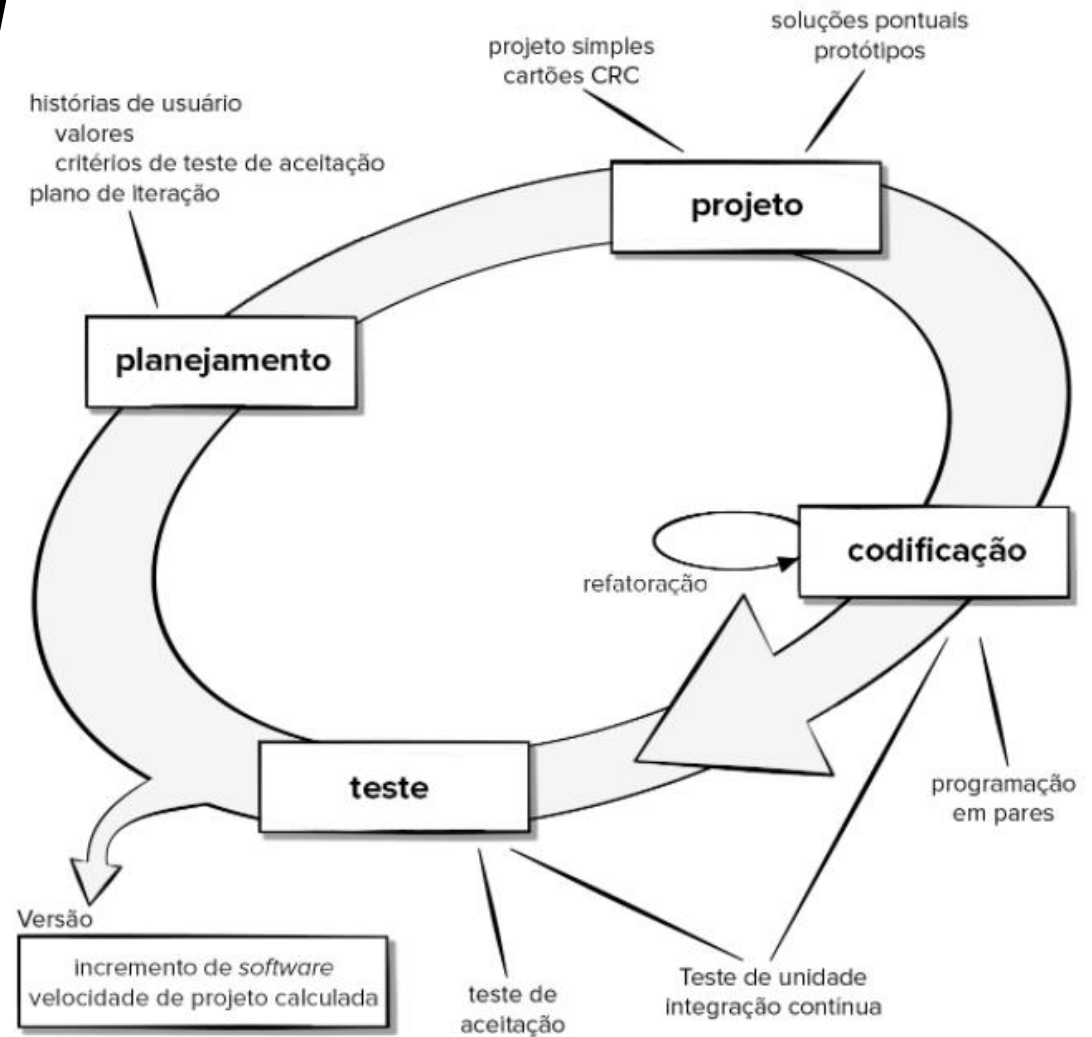 soluções pontuais
protótipos
projeto simples
cartões CRC
histórias de usuário
valores
critérios de teste de aceitação
plano de iteração
projeto
planejamento
codificação
refatoração
teste
programação
em pares
Versão
incremento de software
velocidade de projeto calculada
teste de
aceitação
Teste de unidade
integração contínua